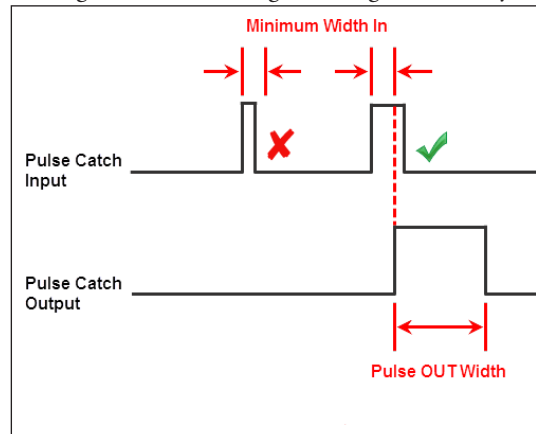 Minimum Width In
Pulse Catch
Input
Pulse Catch
Output
Pulse OUT Width